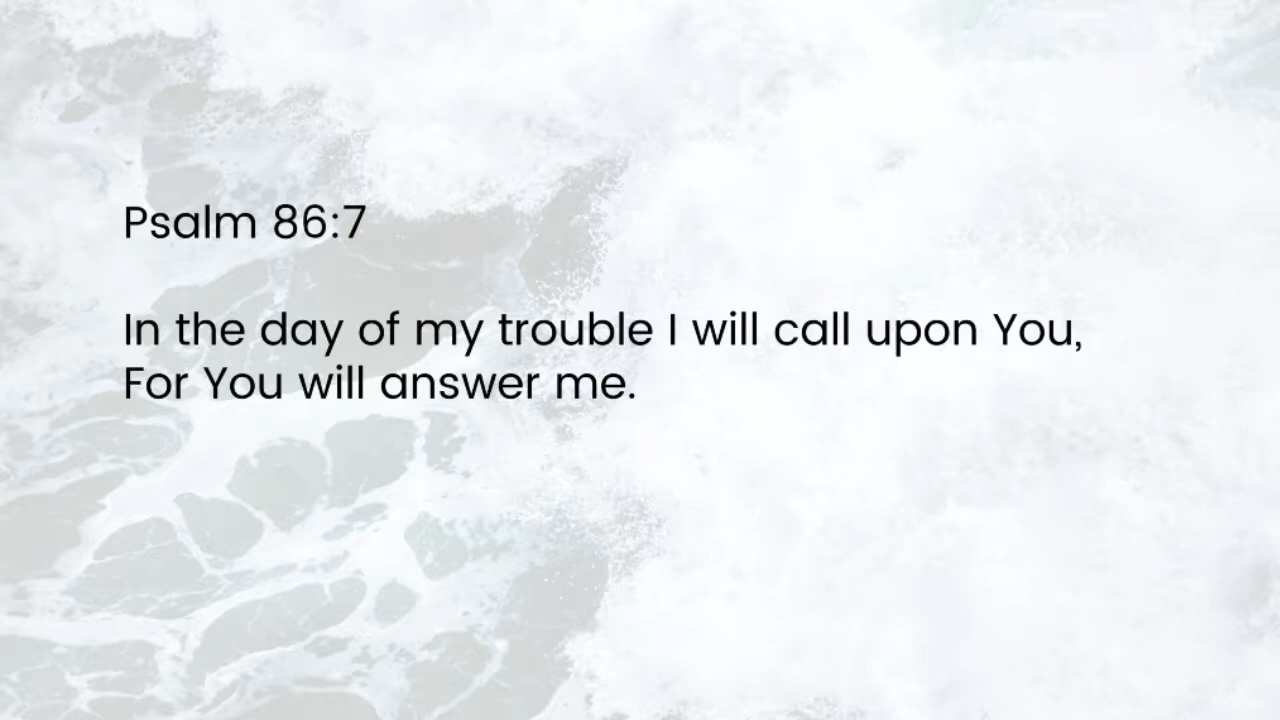 Psalm 86:7
In the day of my trouble I will call upon You,
For You will answer me.